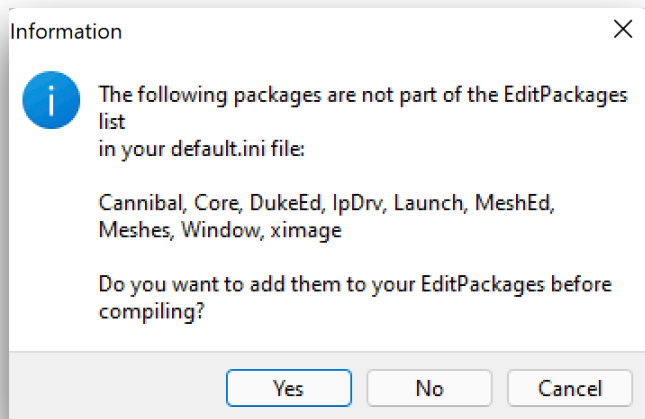 Information
The following packages are not part of the EditPackages
list
in your default.ini file:
Cannibal, Core, DukeEd, IpDrv, Launch, MeshEd,
Meshes, Window, ximage
Do you want to add them to your EditPackages before
compiling?
Yes
No
Cancel